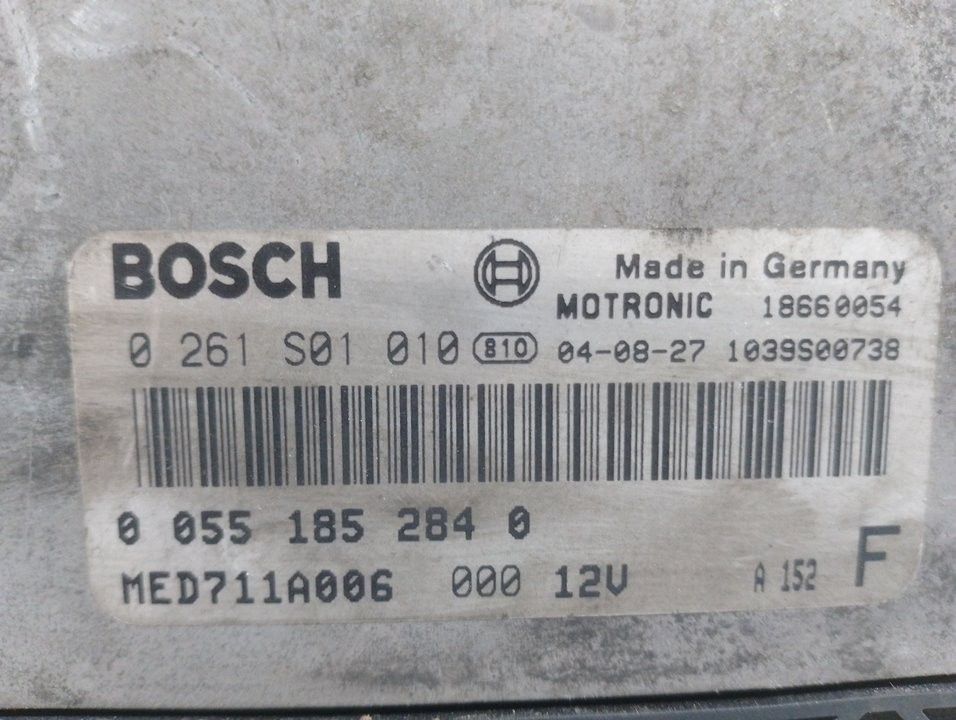 BOSCH Made in Germany
MOTRONIC 18660054
0 261 S01 010 810 04-08-27 1039S00738
0 055 185 284 0
MED711A006 000 12V A 152 F